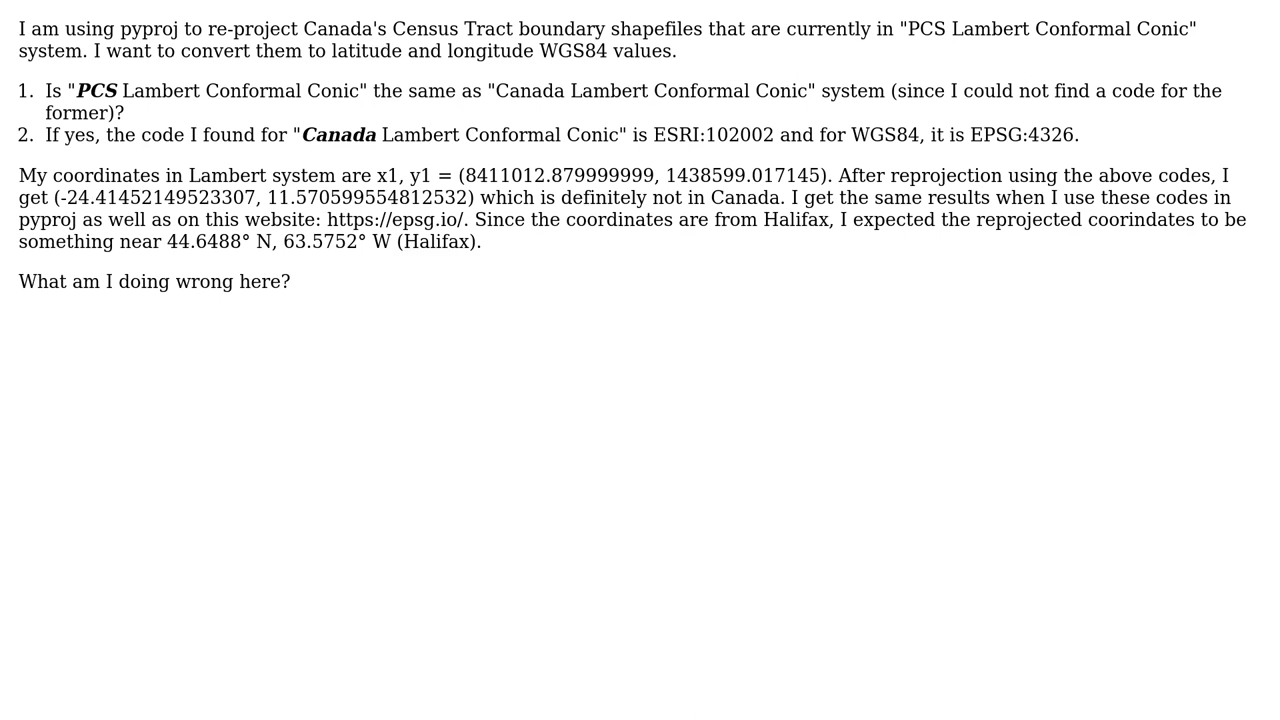 I am using pyproj to re-project Canada's Census Tract boundary shapefiles that are currently in "PCS Lambert Conformal Conic"
system. I want to convert them to latitude and longitude WGS84 values.
1. Is "PCS Lambert Conformal Conic" the same as "Canada Lambert Conformal Conic" system (since I could not find a code for the
former)?
2. If yes, the code I found for "Canada Lambert Conformal Conic" is ESRI:102002 and for WGS84, it is EPSG:4326.
My coordinates in Lambert system are x1, y1 = (8411012.879999999, 1438599.017145). After reprojection using the above codes, I
get (-24.41452149523307, 11.570599554812532) which is definitely not in Canada. I get the same results when I use these codes in
pyproj as well as on this website: https://epsg.io/. Since the coordinates are from Halifax, I expected the reprojected coorindates to be
something near 44.6488° N, 63.5752° W (Halifax).
What am I doing wrong here?